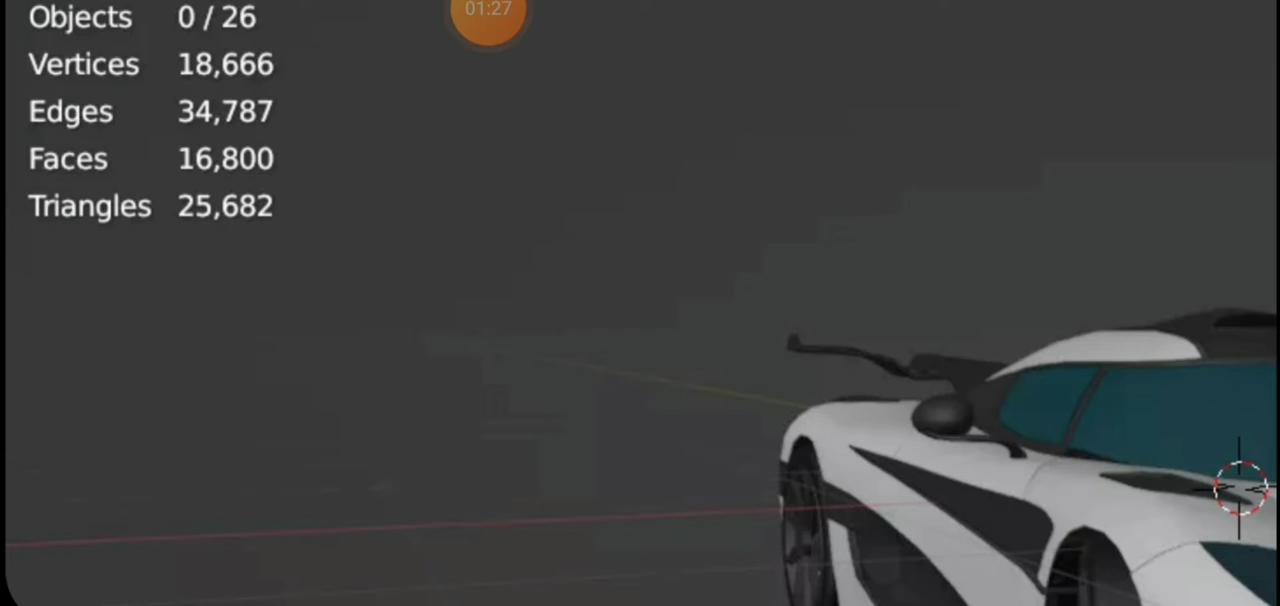 01:27
Objects 0 / 26
Vertices 18,666
Edges 34,787
Faces 16,800
Triangles 25,682